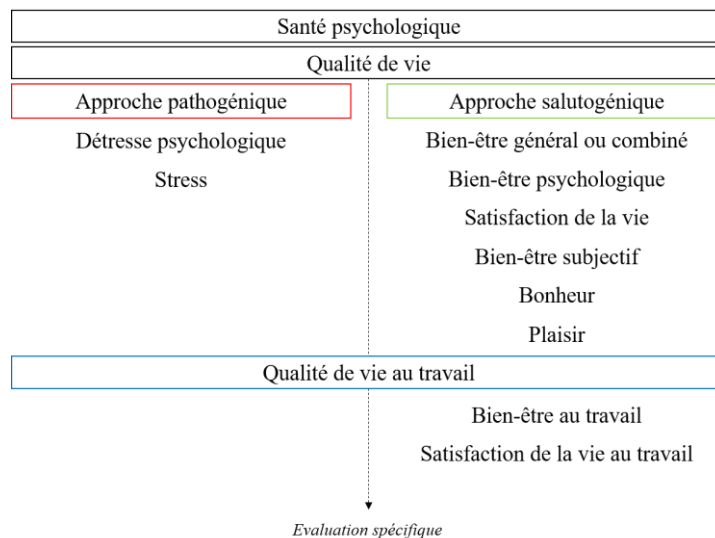 Santé psychologique
Qualité de vie
Approche pathogénique
Détresse psychologique
Stress
Approche salutogénique
Bien-être général ou combiné
Bien-être psychologique
Satisfaction de la vie
Bien-être subjectif
Bonheur
Plaisir
Qualité de vie au travail
Bien-être au travail
Satisfaction de la vie au travail
Evaluation spécifique